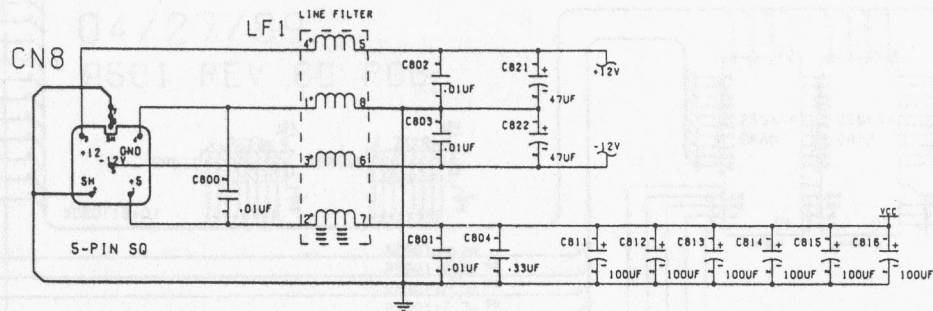 LINE FILTER
LF1
CN8
4 5
C802
.01UF
C821
47UF
+12V
1 8
C803
.01UF
C822
47UF
-12V
SH
+12
GND
-12V
3 6
C800
.01UF
SH
+5
2 7
5-PIN SQ
C801
.01UF
C804
.33UF
C811
100UF
C812
100UF
C813
100UF
C814
100UF
C815
100UF
C816
100UF
VCC